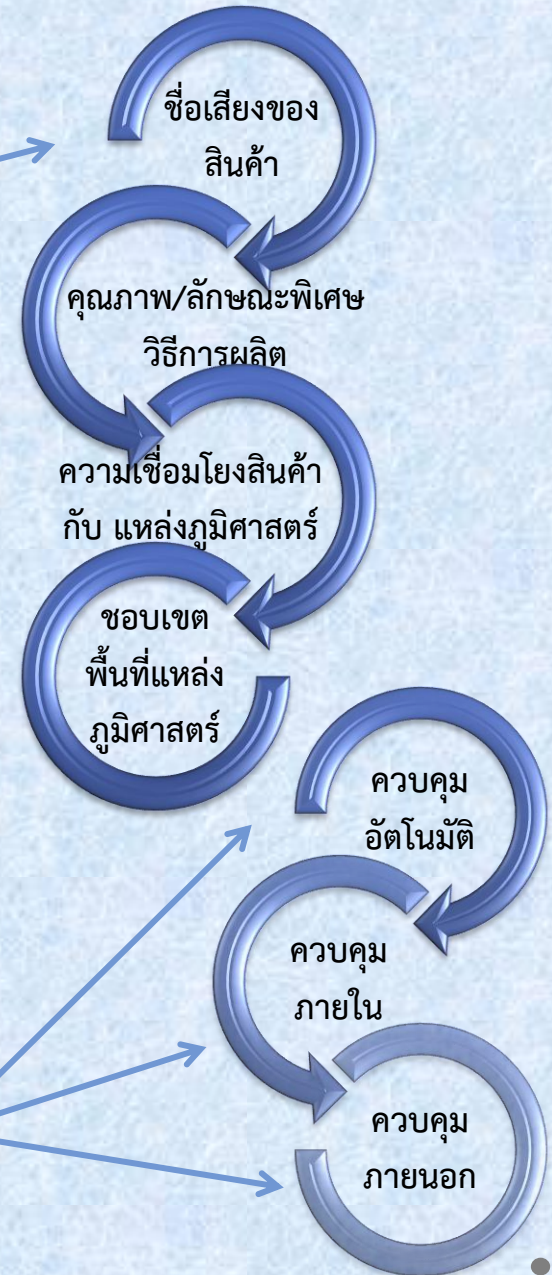 ชื่อเสียงของ
สินค้า
คุณภาพ/ลักษณะพิเศษ
วิธีการผลิต
ความเชื่อมโยงสินค้า
กับ แหล่งภูมิศาสตร์
ชอบเขต
พื้นที่แหล่ง
ภูมิศาสตร์
ควบคุม
อัตโนมัติ
ควบคุม
ภายใน
ควบคุม
ภายนอก